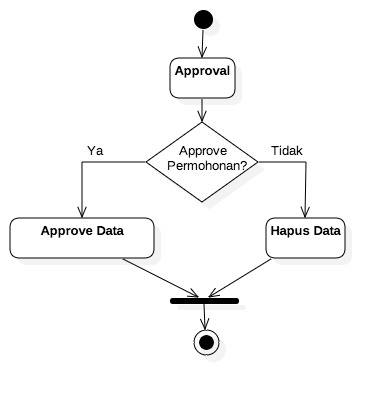 Approval
Approve
Permohonan?
Ya
Tidak
Approve Data
Hapus Data